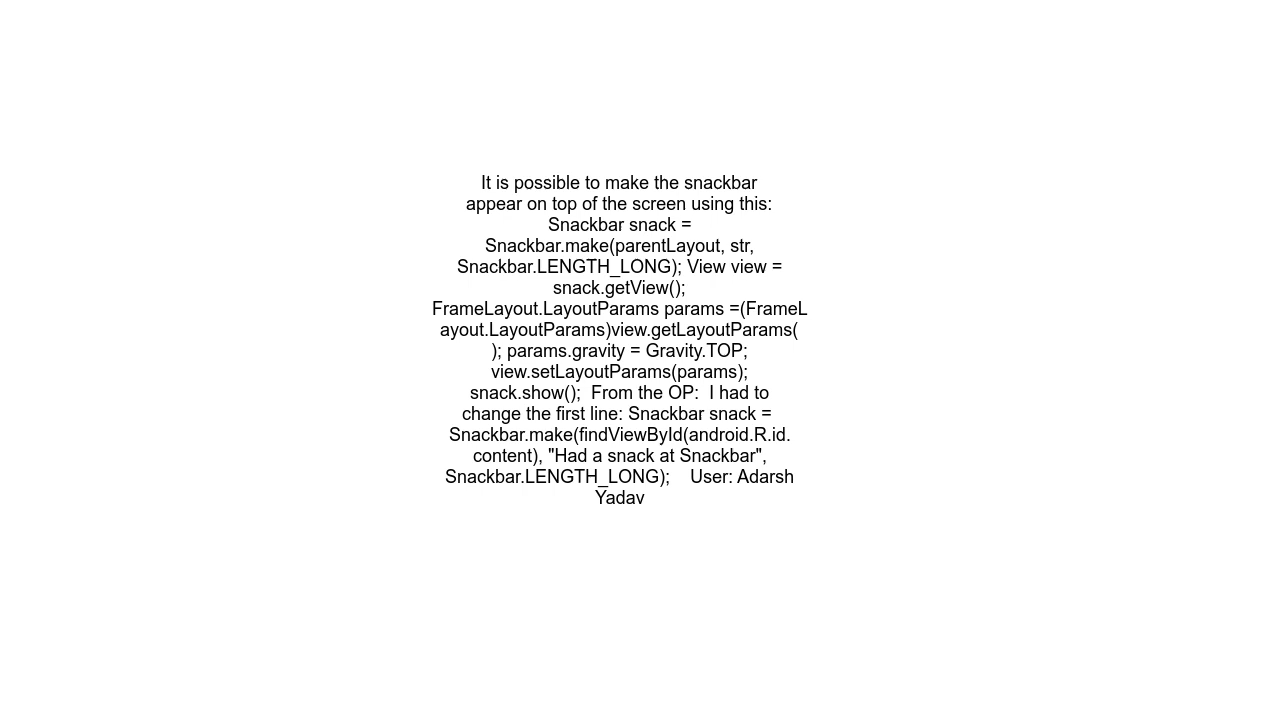 It is possible to make the snackbar
appear on top of the screen using this:
Snackbar snack =
Snackbar.make(parentLayout, str,
Snackbar.LENGTH_LONG); View view =
snack.getView();
FrameLayout.LayoutParams params =(FrameL
ayout.LayoutParams)view.getLayoutParams(
); params.gravity = Gravity.TOP;
view.setLayoutParams(params);
snack.show();  From the OP:  I had to
change the first line: Snackbar snack =
Snackbar.make(findViewById(android.R.id.
content), "Had a snack at Snackbar",
Snackbar.LENGTH_LONG);    User: Adarsh
Yadav